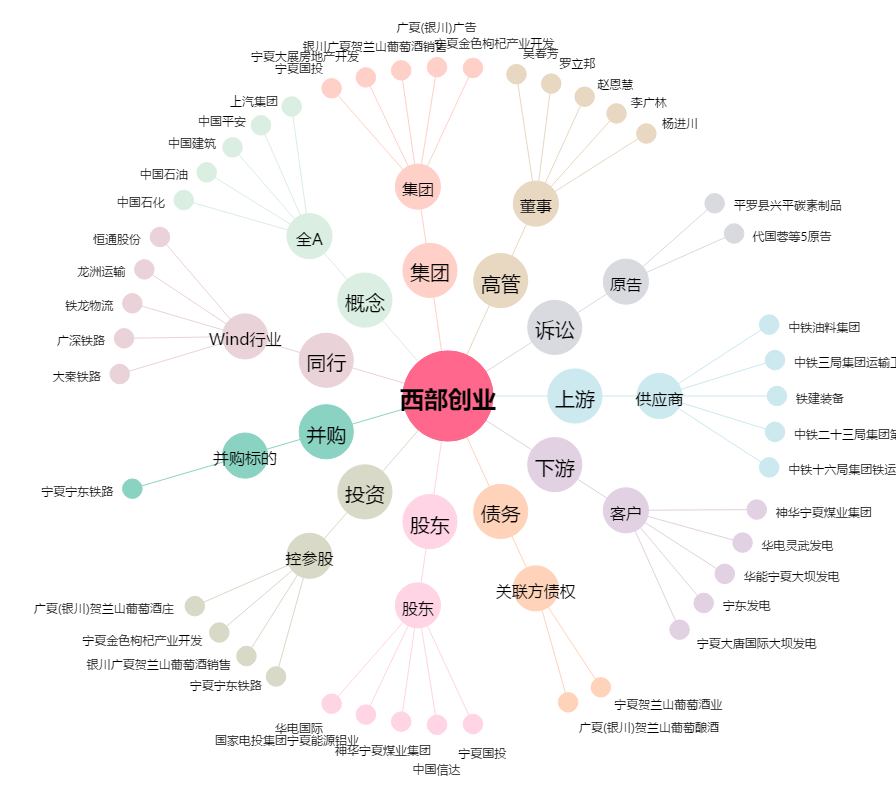 广夏(银川)广告
银川广夏贺兰山葡萄酒销售
宁夏金色枸杞产业开发
宁夏大展房地产开发
宁夏国投
吴春芳
罗立邦
赵恩慧
李广林
杨进川
上汽集团
中国平安
中国建筑
中国石油
中国石化
集团
董事
平罗县兴平碳素制品
代国蓉等5原告
恒通股份
龙洲运输
铁龙物流
广深铁路
大秦铁路
全A
集团
高管
原告
概念
诉讼
Wind行业
同行
中铁油料集团
中铁三局集团运输工
铁建装备
中铁二十三局集团第
中铁十六局集团铁运
西部创业
上游
供应商
并购
并购标的
宁夏宁东铁路
下游
客户
神华宁夏煤业集团
华电灵武发电
华能宁夏大坝发电
宁东发电
宁夏大唐国际大坝发电
投资
股东
债务
控参股
广夏(银川)贺兰山葡萄酒庄
宁夏金色枸杞产业开发
银川广夏贺兰山葡萄酒销售
宁夏宁东铁路
股东
关联方债权
华电国际
国家电投集团宁夏能源铝业
神华宁夏煤业集团
中国信达
宁夏国投
宁夏贺兰山葡萄酒业
广夏(银川)贺兰山葡萄酿酒